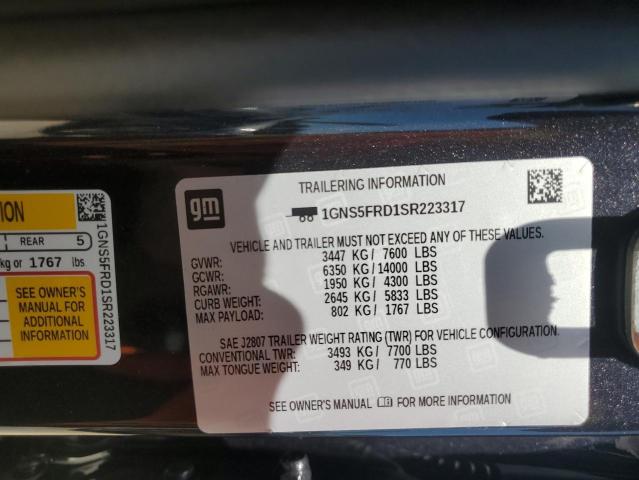 ION
REAR 5
kg or 1767 lbs
SEE OWNER'S
MANUAL FOR
ADDITIONAL
INFORMATION
1GNS5FRD1SR223317
gm
TRAILERING INFORMATION
1GNS5FRD1SR223317
VEHICLE AND TRAILER MUST NOT EXCEED ANY OF THESE VALUES.
GVWR: 3447 KG / 7600 LBS
GCWR: 6350 KG / 14000 LBS
RGAWR: 1950 KG / 4300 LBS
CURB WEIGHT: 2645 KG / 5833 LBS
MAX PAYLOAD: 802 KG / 1767 LBS
SAE J2807 TRAILER WEIGHT RATING (TWR) FOR VEHICLE CONFIGURATION.
CONVENTIONAL TWR: 3493 KG / 7700 LBS
MAX TONGUE WEIGHT: 349 KG / 770 LBS
SEE OWNER'S MANUAL FOR MORE INFORMATION